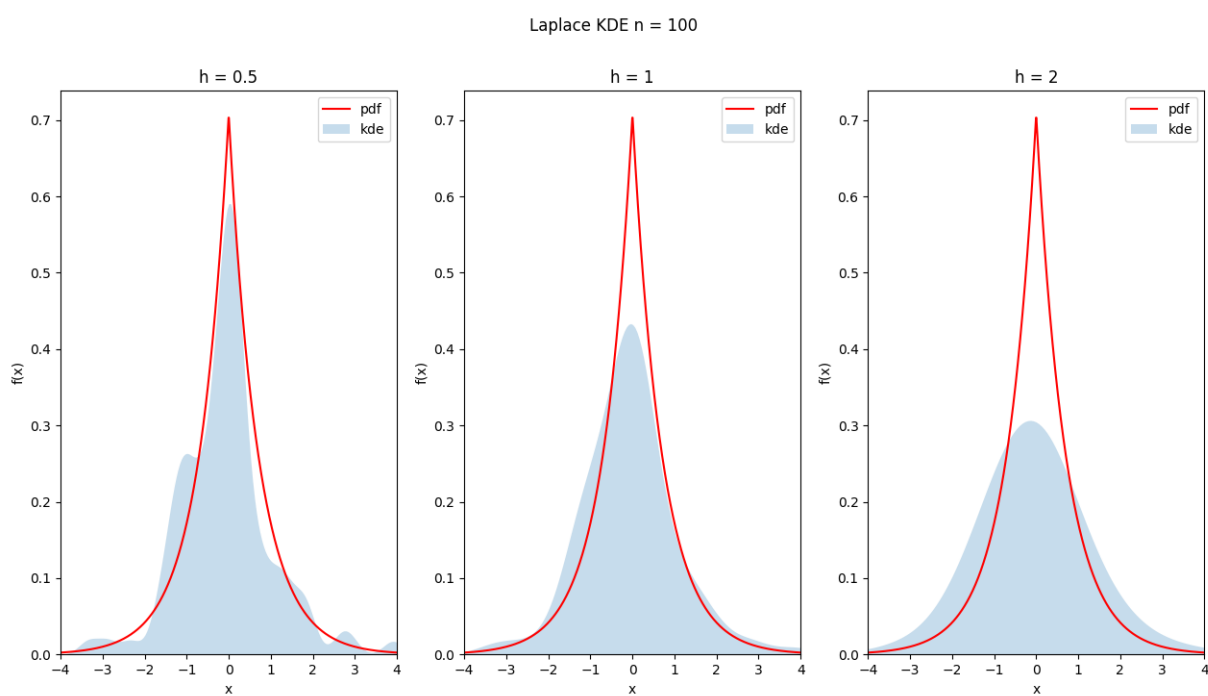 Laplace KDE n = 100
h = 0.5
pdf
kde
f(x)
0.7
0.6
0.5
0.4
0.3
0.2
0.1
0.0
−4 −3 −2 −1 0 1 2 3 4
x
h = 1
pdf
kde
f(x)
0.7
0.6
0.5
0.4
0.3
0.2
0.1
0.0
−4 −3 −2 −1 0 1 2 3 4
x
h = 2
pdf
kde
f(x)
0.7
0.6
0.5
0.4
0.3
0.2
0.1
0.0
−4 −3 −2 −1 0 1 2 3 4
x